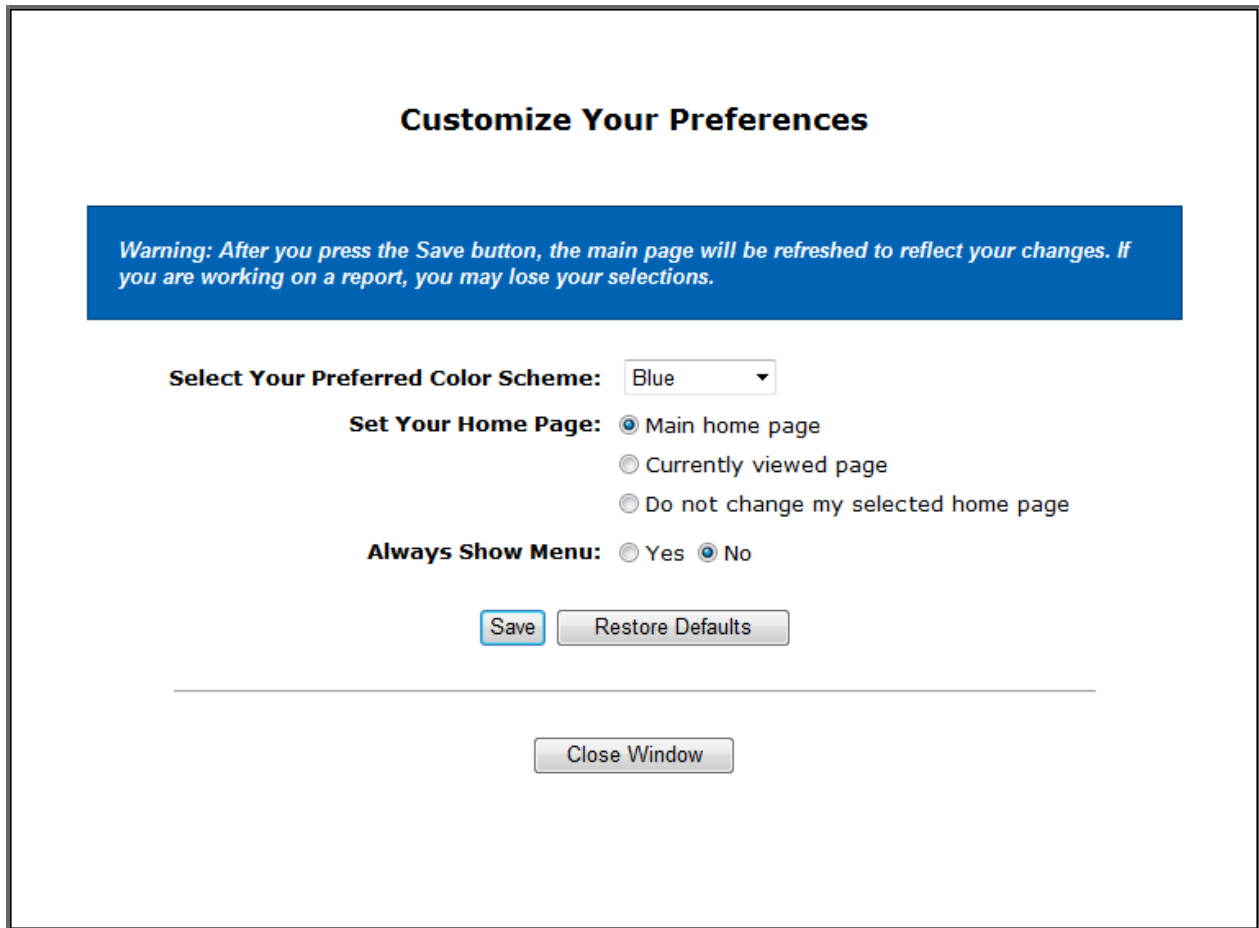 Customize Your Preferences
Warning: After you press the Save button, the main page will be refreshed to reflect your changes. If
you are working on a report, you may lose your selections.
Select Your Preferred Color Scheme: Blue
Set Your Home Page: Main home page
Currently viewed page
Do not change my selected home page
Always Show Menu: Yes No
Save Restore Defaults
Close Window